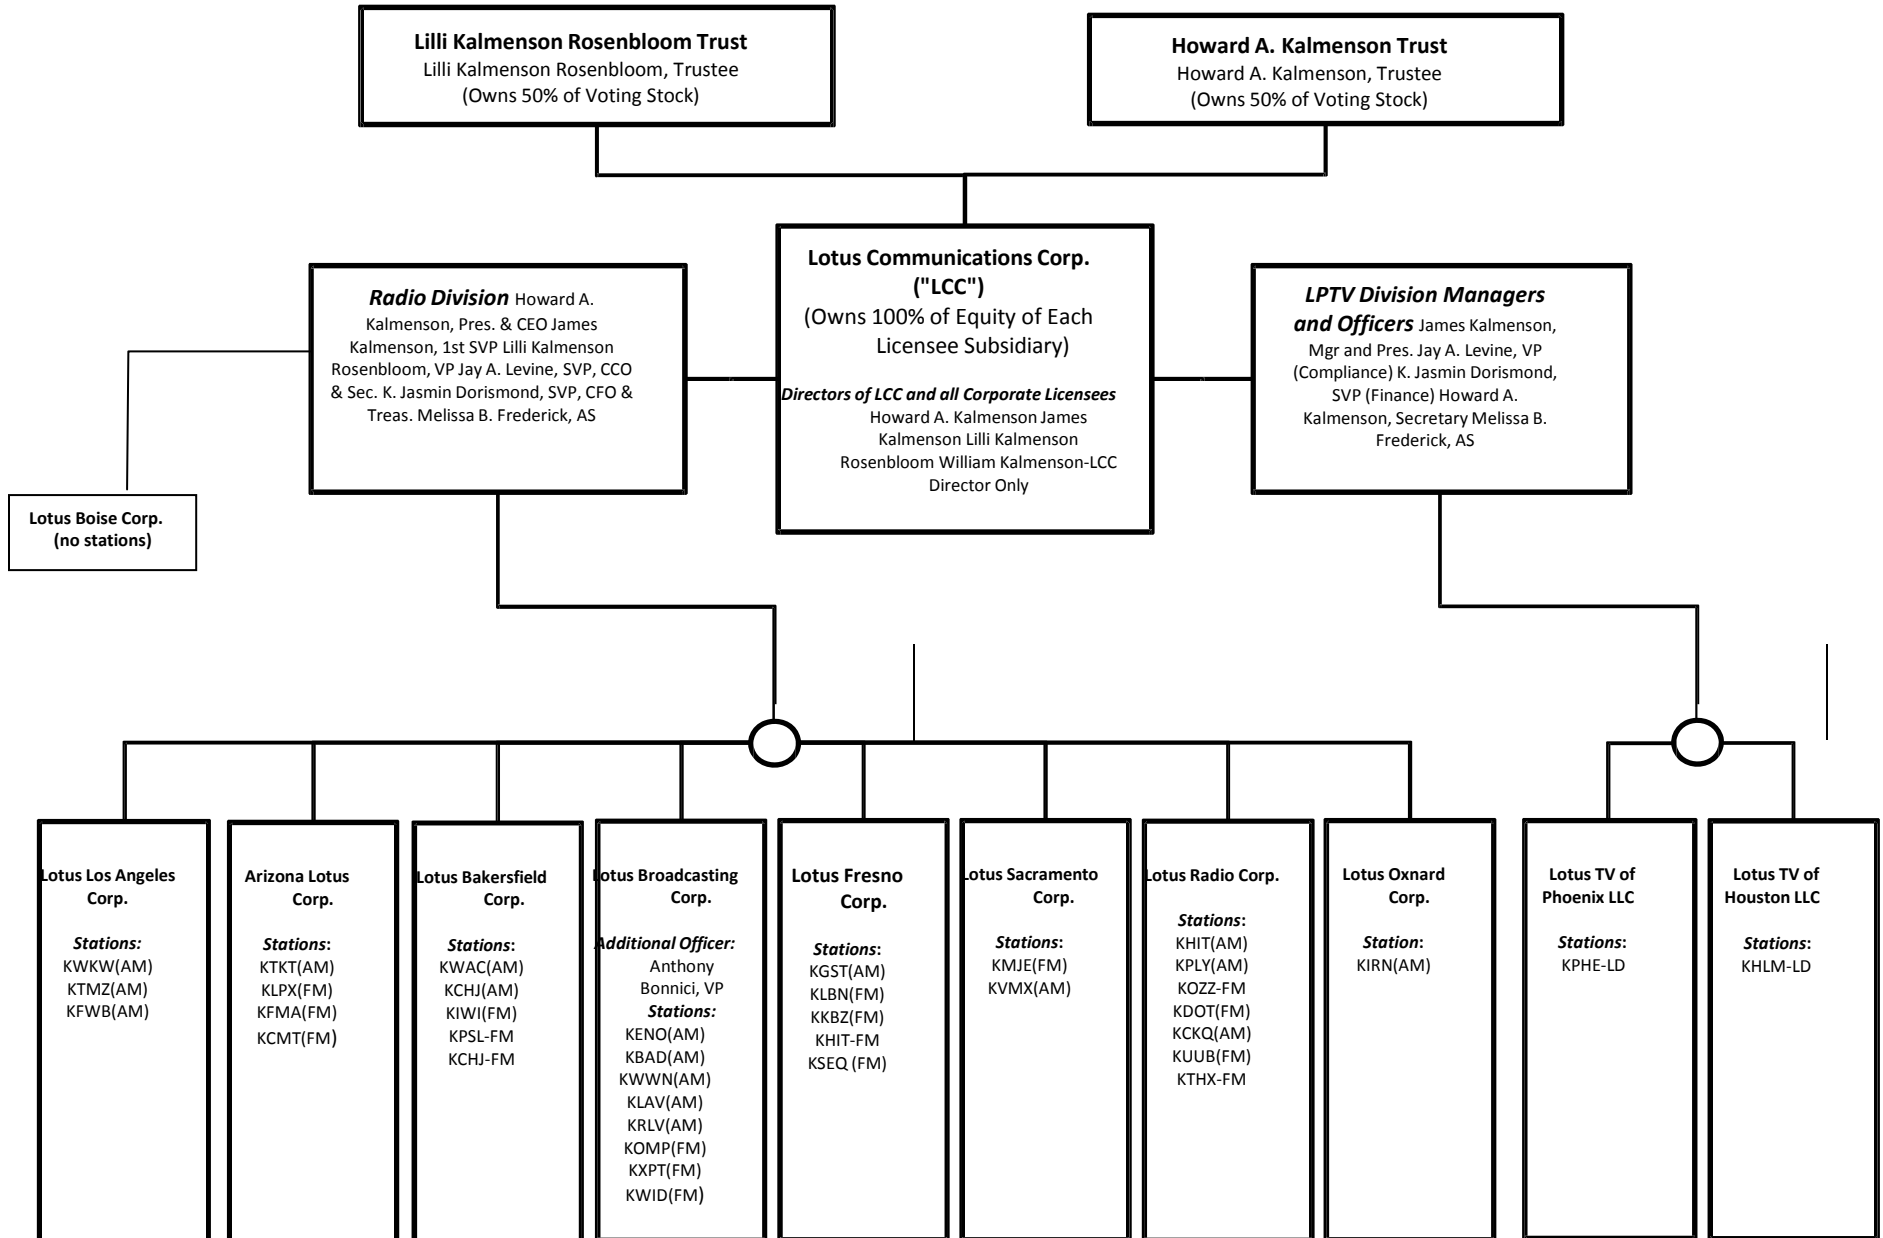 Lilli Kalmenson Rosenbloom Trust
Lilli Kalmenson Rosenbloom, Trustee
(Owns 50% of Voting Stock)
Howard A. Kalmenson Trust
Howard A. Kalmenson, Trustee
(Owns 50% of Voting Stock)
Radio Division Howard A.
Kalmenson, Pres. & CEO James
Kalmenson, 1st SVP Lilli Kalmenson
Rosenbloom, VP Jay A. Levine, SVP, CCO
& Sec. K. Jasmin Dorismond, SVP, CFO &
Treas. Melissa B. Frederick, AS
Lotus Communications Corp.
("LCC")
(Owns 100% of Equity of Each
Licensee Subsidiary)
Directors of LCC and all Corporate Licensees
Howard A. Kalmenson James
Kalmenson Lilli Kalmenson
Rosenbloom William Kalmenson-LCC
Director Only
LPTV Division Managers
and Officers James Kalmenson,
Mgr and Pres. Jay A. Levine, VP
(Compliance) K. Jasmin Dorismond,
SVP (Finance) Howard A.
Kalmenson, Secretary Melissa B.
Frederick, AS
Lotus Boise Corp.
(no stations)
Lotus Los Angeles
Corp.
Stations:
KWKW(AM)
KTMZ(AM)
KFWB(AM)
Arizona Lotus
Corp.
Stations:
KTKT(AM)
KLPX(FM)
KFMA(FM)
KCMT(FM)
Lotus Bakersfield
Corp.
Stations:
KWAC(AM)
KCHJ(AM)
KIWI(FM)
KPSL-FM
KCHJ-FM
Lotus Broadcasting
Corp.
Additional Officer:
Anthony
Bonnici, VP
Stations:
KENO(AM)
KBAD(AM)
KWWN(AM)
KLAV(AM)
KRLV(AM)
KOMP(FM)
KXPT(FM)
KWID(FM)
Lotus Fresno
Corp.
Stations:
KGST(AM)
KLBN(FM)
KKBZ(FM)
KHIT-FM
KSEQ (FM)
Lotus Sacramento
Corp.
Stations:
KMJE(FM)
KVMX(AM)
Lotus Radio Corp.
Stations:
KHIT(AM)
KPLY(AM)
KOZZ-FM
KDOT(FM)
KCKQ(AM)
KUUB(FM)
KTHX-FM
Lotus Oxnard
Corp.
Station:
KIRN(AM)
Lotus TV of
Phoenix LLC
Stations:
KPHE-LD
Lotus TV of
Houston LLC
Stations:
KHLM-LD